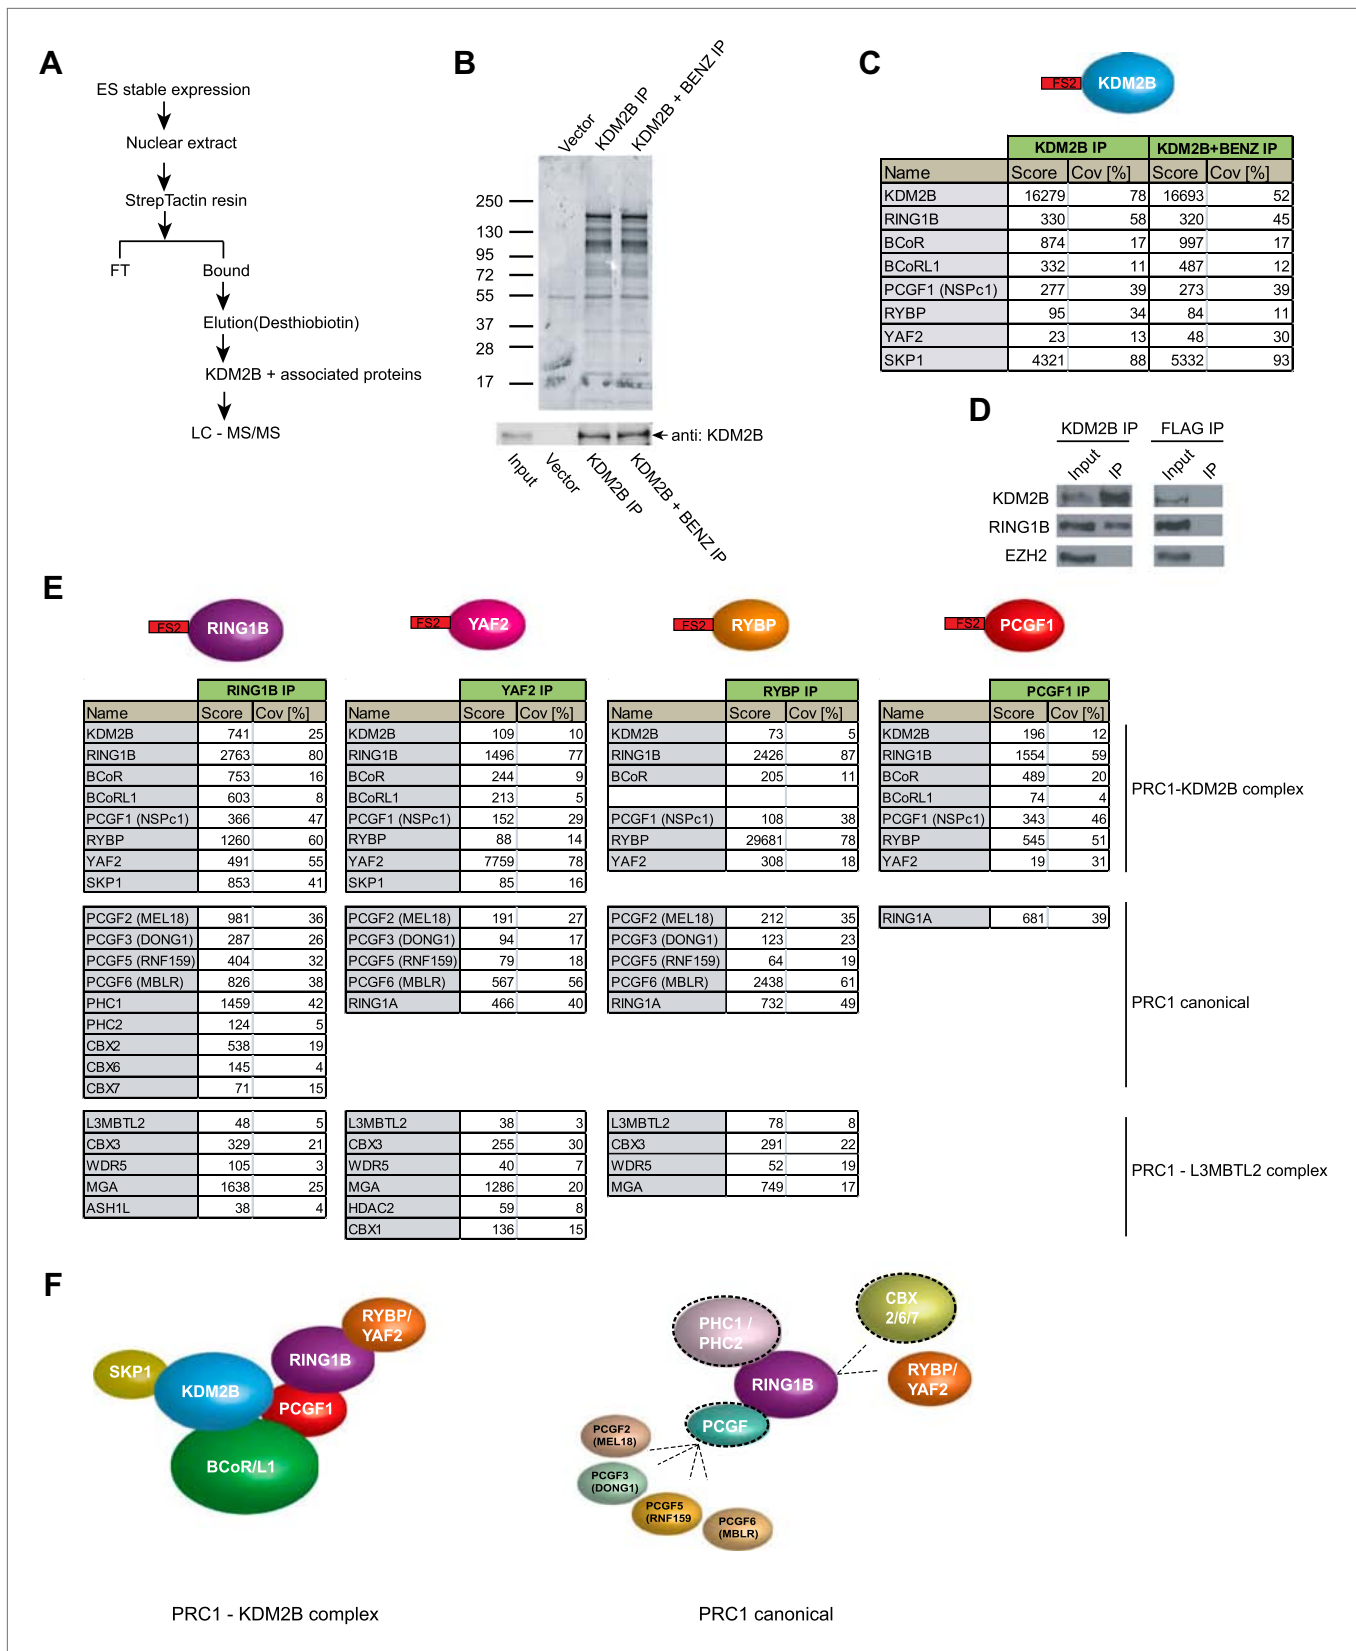 A
ES stable expression
Nuclear extract
StrepTactin resin
FT Bound
Elution(Desthiobiotin)
KDM2B + associated proteins
LC - MS/MS
B
Vector
KDM2B IP
KDM2B + BENZ IP
250
130
95
72
55
37
28
17
anti: KDM2B
Input
Vector
KDM2B IP
KDM2B + BENZ IP
C
FS2 KDM2B
KDM2B IP KDM2B+BENZ IP
Name Score Cov [%] Score Cov [%]
KDM2B 16279 78 16693 52
RING1B 330 58 320 45
BCoR 874 17 997 17
BCoRL1 332 11 487 12
PCGF1 (NSPc1) 277 39 273 39
RYBP 95 34 84 11
YAF2 23 13 48 30
SKP1 4321 88 5332 93
D
KDM2B IP FLAG IP
Input IP Input IP
KDM2B
RING1B
EZH2
E
FS2 RING1B
RING1B IP
Name Score Cov [%]
KDM2B 741 25
RING1B 2763 80
BCoR 753 16
BCoRL1 603 8
PCGF1 (NSPc1) 366 47
RYBP 1260 60
YAF2 491 55
SKP1 853 41
PCGF2 (MEL18) 981 36
PCGF3 (DONG1) 287 26
PCGF5 (RNF159) 404 32
PCGF6 (MBLR) 826 38
PHC1 1459 42
PHC2 124 5
CBX2 538 19
CBX6 145 4
CBX7 71 15
L3MBTL2 48 5
CBX3 329 21
WDR5 105 3
MGA 1638 25
ASH1L 38 4
FS2 YAF2
YAF2 IP
Name Score Cov [%]
KDM2B 109 10
RING1B 1496 77
BCoR 244 9
BCoRL1 213 5
PCGF1 (NSPc1) 152 29
RYBP 88 14
YAF2 7759 78
SKP1 85 16
PCGF2 (MEL18) 191 27
PCGF3 (DONG1) 94 17
PCGF5 (RNF159) 79 18
PCGF6 (MBLR) 567 56
RING1A 466 40
L3MBTL2 38 3
CBX3 255 30
WDR5 40 7
MGA 1286 20
HDAC2 59 8
CBX1 136 15
FS2 RYBP
RYBP IP
Name Score Cov [%]
KDM2B 73 5
RING1B 2426 87
BCoR 205 11
PCGF1 (NSPc1) 108 38
RYBP 29681 78
YAF2 308 18
PCGF2 (MEL18) 212 35
PCGF3 (DONG1) 123 23
PCGF5 (RNF159) 64 19
PCGF6 (MBLR) 2438 61
RING1A 732 49
L3MBTL2 78 8
CBX3 291 22
WDR5 52 19
MGA 749 17
FS2 PCGF1
PCGF1 IP
Name Score Cov [%]
KDM2B 196 12
RING1B 1554 59
BCoR 489 20
BCoRL1 74 4
PCGF1 (NSPc1) 343 46
RYBP 545 51
YAF2 19 31
RING1A 681 39
PRC1-KDM2B complex
PRC1 canonical
PRC1 - L3MBTL2 complex
F
SKP1
KDM2B
RING1B
RYBP/
YAF2
PCGF1
BCoR/L1
PRC1 - KDM2B complex
PHC1 /
PHC2
CBX
2/6/7
RING1B
RYBP/
YAF2
PCGF
PCGF2
(MEL18)
PCGF3
(DONG1)
PCGF5
(RNF159
PCGF6
(MBLR)
PRC1 canonical